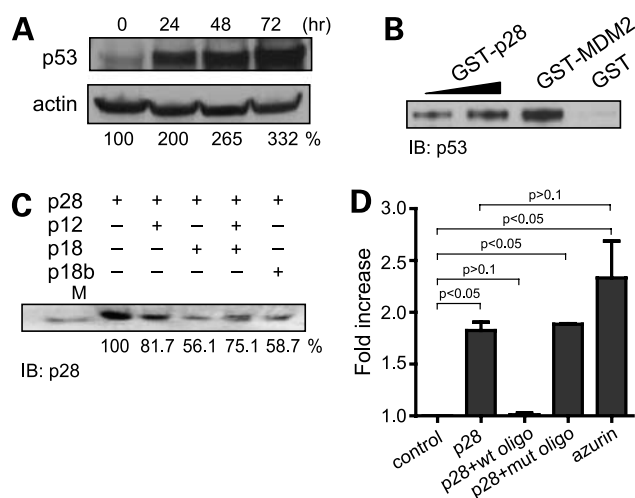 A
0 24 48 72 (hr)
p53
actin
100 200 265 332 %
B
GST-p28
GST-MDM2
GST
IB: p53
C
p28 + + + + + +
p12 – + – + –
p18 – – + + –
p18b – – – – +
M
100 81.7 56.1 75.1 58.7 %
IB: p28
D
Fold increase
3.0
2.5
2.0
1.5
1.0
p>0.1
p<0.05
p<0.05
p>0.1
p<0.05
control
p28
p28+wt oligo
p28+mut oligo
azurin